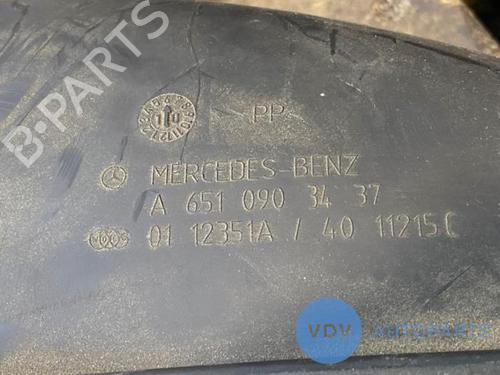 B-PARTS
PP
MERCEDES-BENZ
A 651 090 34 37
01 12351A / 40 11215C
VDV AUTOPARTS